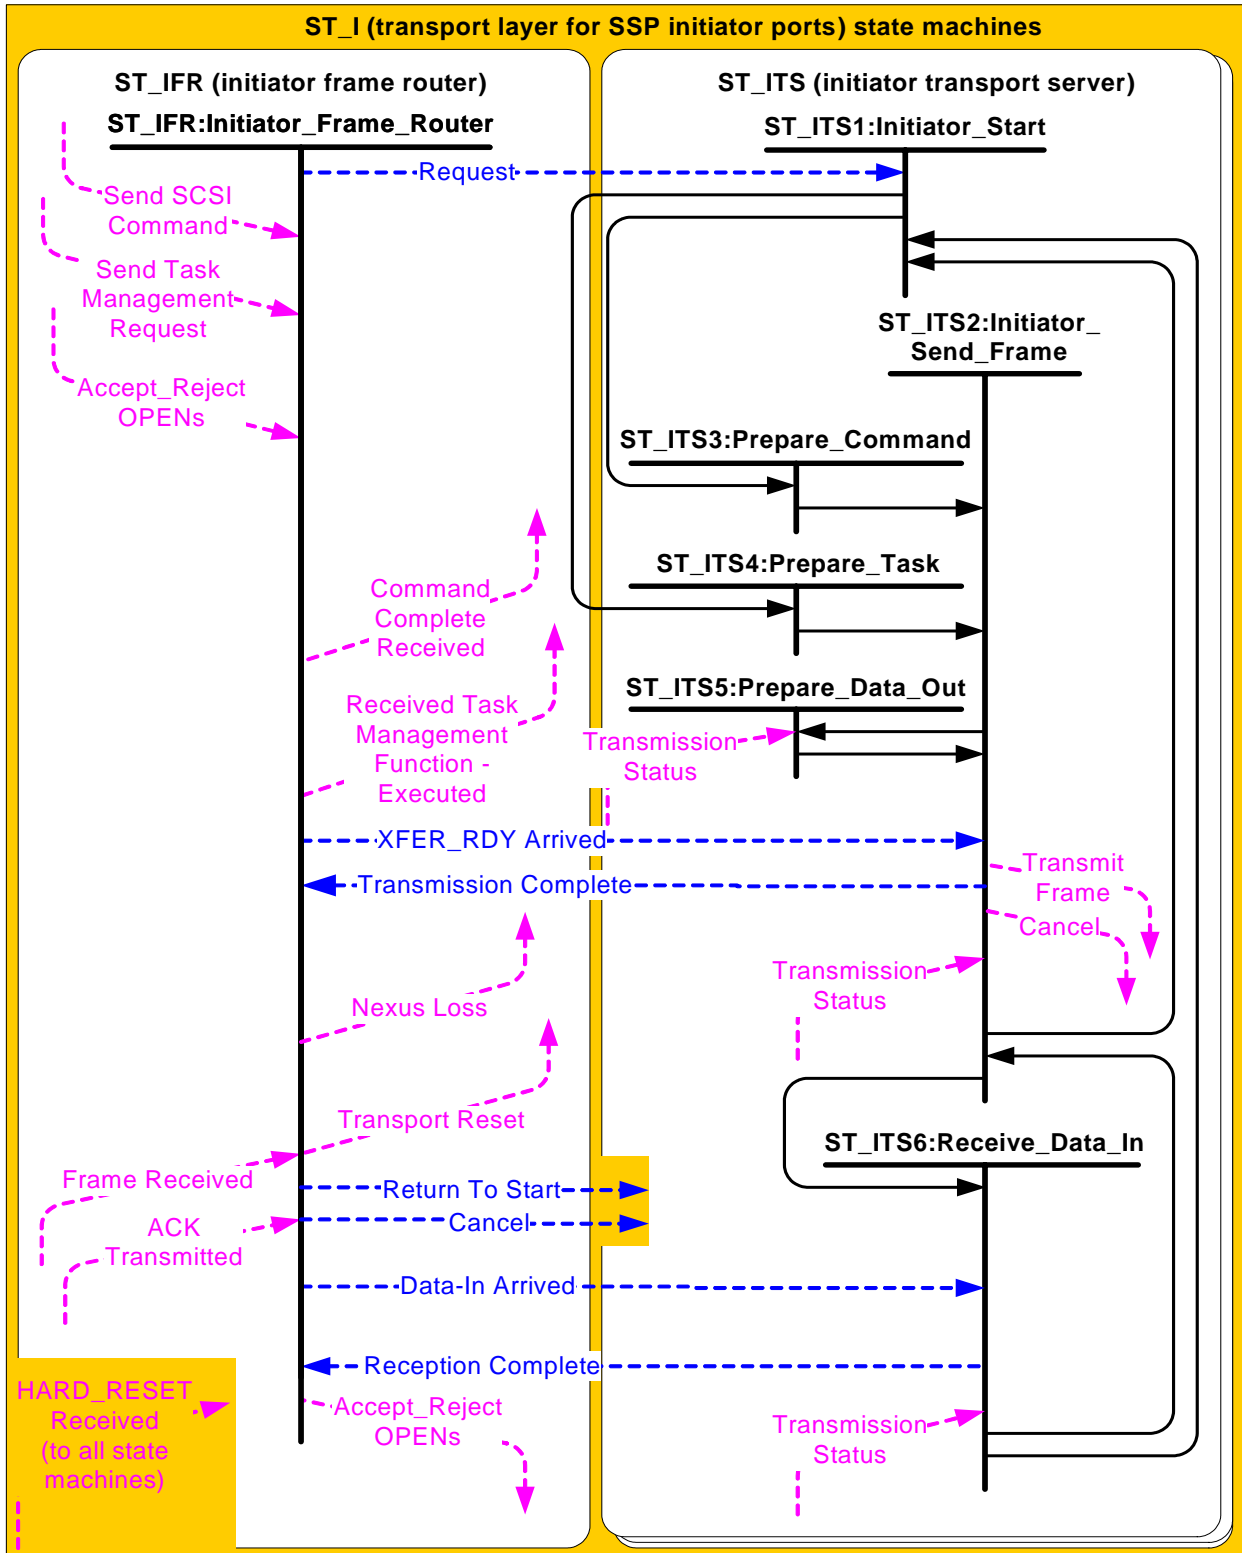 ST_I (transport layer for SSP initiator ports) state machines
ST_IFR (initiator frame router)
ST_IFR:Initiator_Frame_Router
Send SCSI
Command
Send Task
Management
Request
Accept_Reject
OPENs
Command
Complete
Received
Received Task
Management
Function -
Executed
Nexus Loss
Transport Reset
Frame Received
ACK
Transmitted
HARD_RESET
Received
(to all state
machines)
Accept_Reject
OPENs
Request
XFER_RDY Arrived
Transmission Complete
Return To Start
Cancel
Data-In Arrived
Reception Complete
ST_ITS (initiator transport server)
ST_ITS1:Initiator_Start
ST_ITS2:Initiator_
Send_Frame
ST_ITS3:Prepare_Command
ST_ITS4:Prepare_Task
ST_ITS5:Prepare_Data_Out
Transmission
Status
Transmit
Frame
Cancel
Transmission
Status
ST_ITS6:Receive_Data_In
Transmission
Status